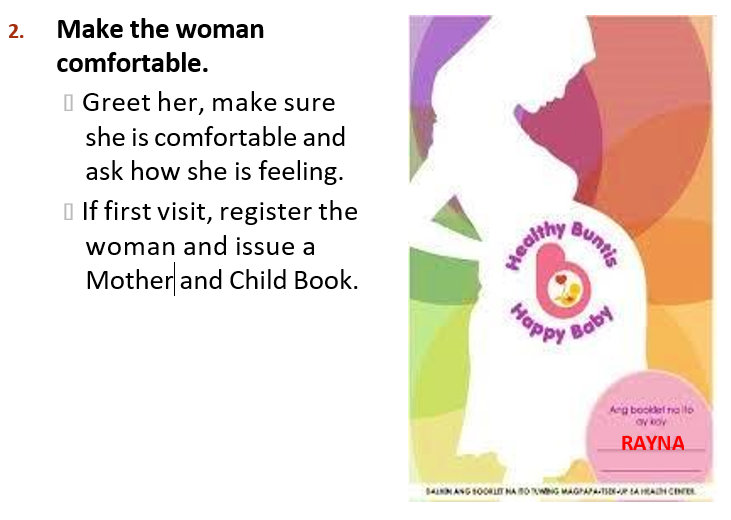 2. Make the woman
comfortable.
Greet her, make sure
she is comfortable and
ask how she is feeling.
If first visit, register the
woman and issue a
Mother and Child Book.
Healthy Buntis
Happy Baby
Ang booklet na ito
ay kay
RAYNA
DALHIN ANG BOOKLET NA ITO TUWING MAGPAPA-TSEK-UP SA HEALTH CENTER.